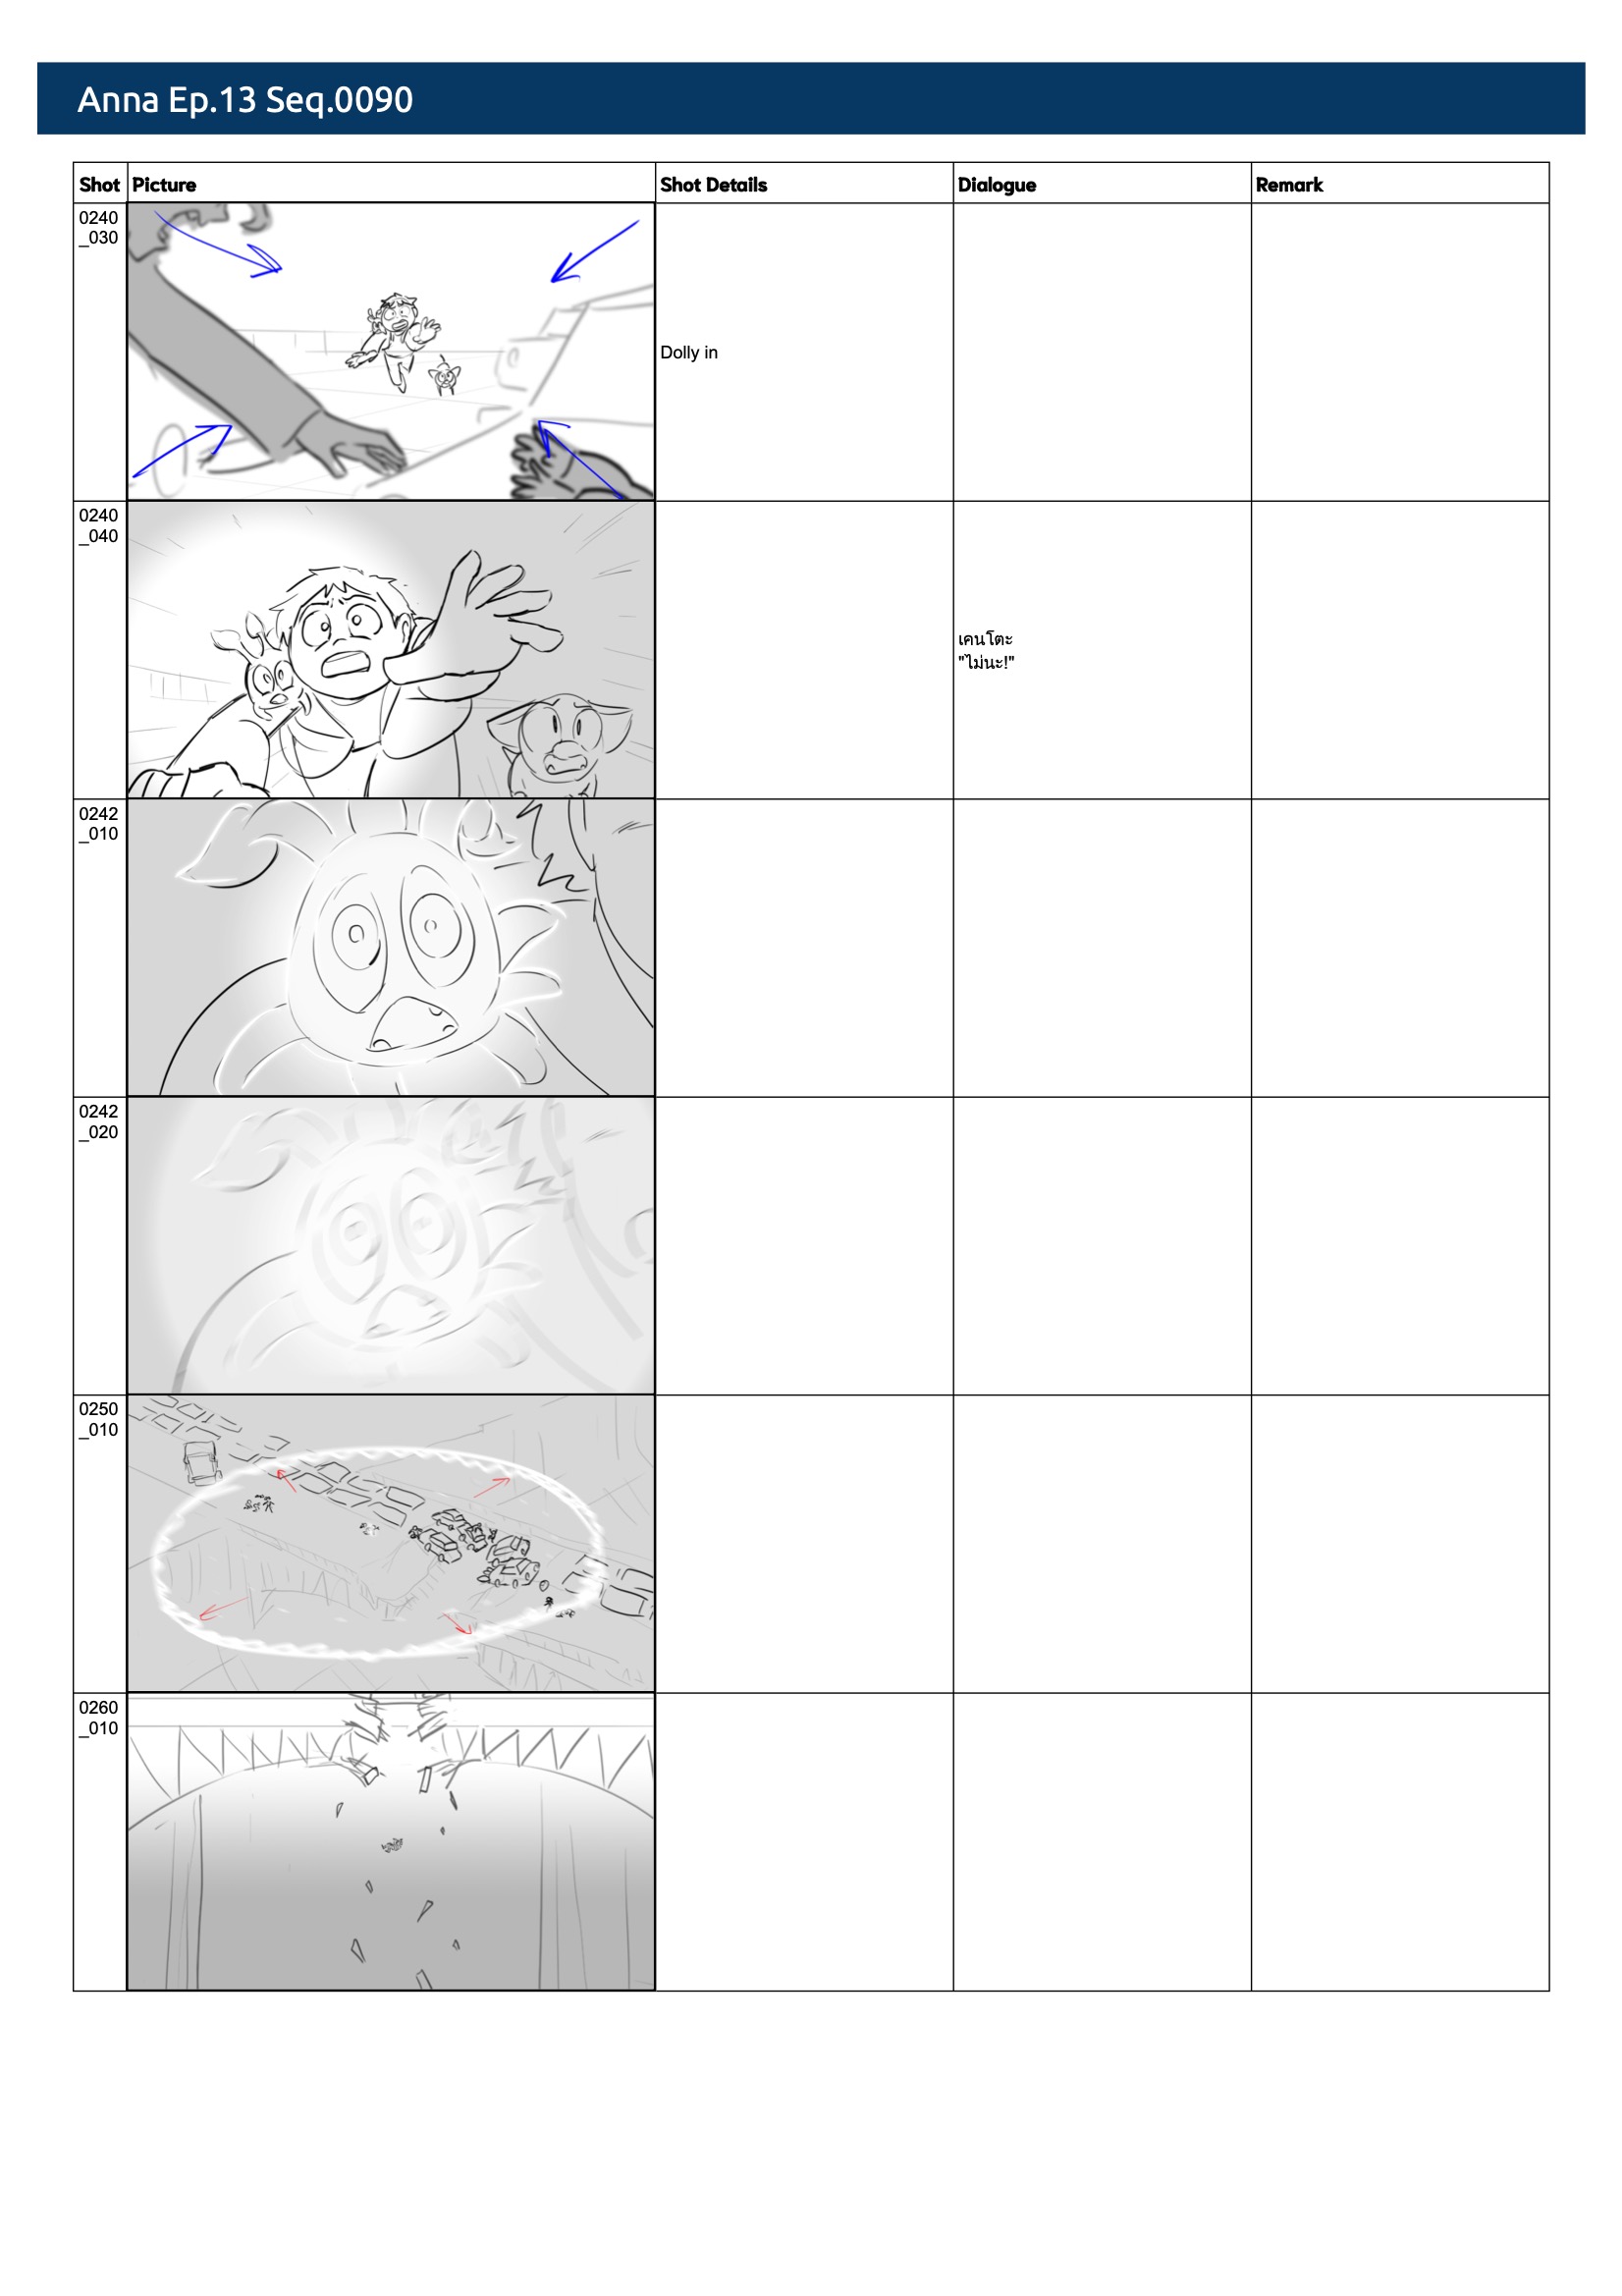 Anna Ep.13 Seq.0090
Shot Picture Shot Details Dialogue Remark
0240
_030
Dolly in
0240
_040
เคนโตะ
"ไม่นะ!"
0242
_010
0242
_020
0250
_010
0260
_010